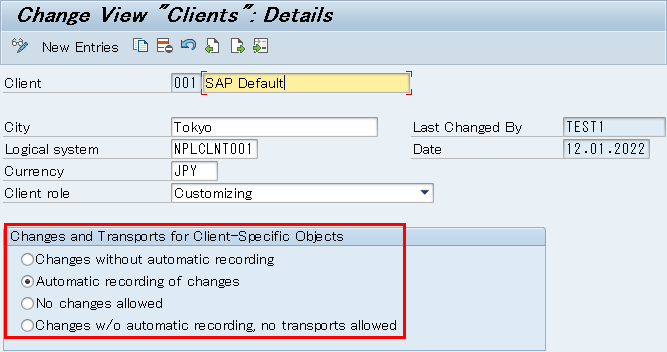 Change View "Clients": Details
New Entries
Client 001 SAP Default
City Tokyo Last Changed By TEST1
Logical system NPLCLNT001 Date 12.01.2022
Currency JPY
Client role Customizing
Changes and Transports for Client-Specific Objects
Changes without automatic recording
Automatic recording of changes
No changes allowed
Changes w/o automatic recording, no transports allowed